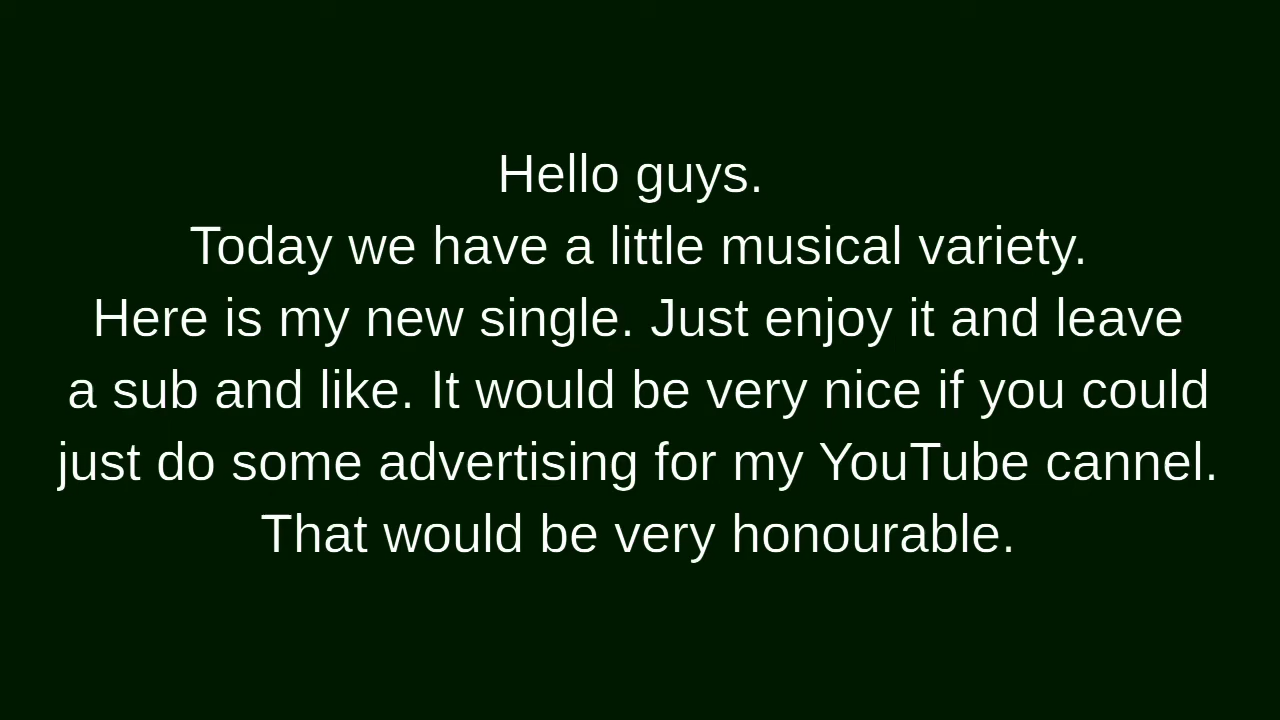 Hello guys.
Today we have a little musical variety.
Here is my new single. Just enjoy it and leave
a sub and like. It would be very nice if you could
just do some advertising for my YouTube cannel.
That would be very honourable.